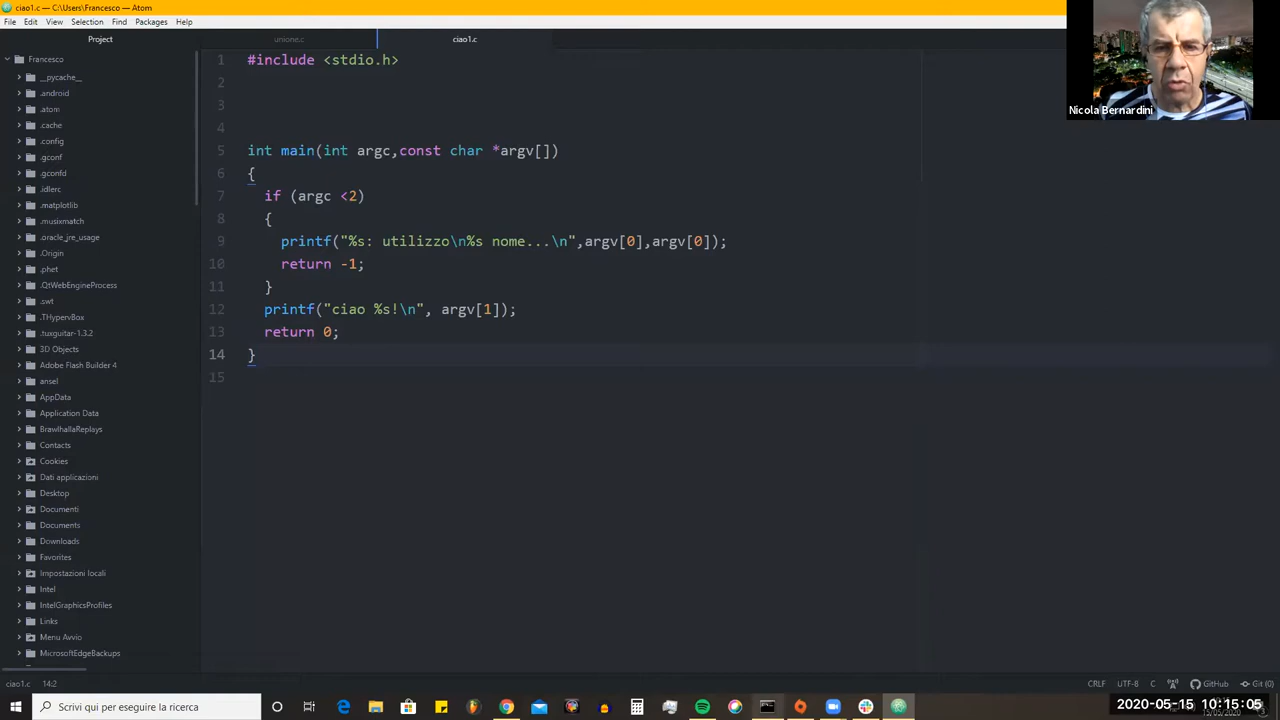 ciao1.c — C:\Users\Francesco — Atom
File Edit View Selection Find Packages Help
Project
unione.c
ciao1.c
Nicola Bernardini
Francesco
__pycache__
.android
.atom
.cache
.config
.gconf
.gconfd
.idlerc
.matplotlib
.musixmatch
.oracle_jre_usage
.Origin
.phet
.QtWebEngineProcess
.swt
.THypervBox
.tuxguitar-1.3.2
3D Objects
Adobe Flash Builder 4
ansel
AppData
Application Data
BrawlhallaReplays
Contacts
Cookies
Dati applicazioni
Desktop
Documenti
Documents
Downloads
Favorites
Impostazioni locali
Intel
IntelGraphicsProfiles
Links
Menu Avvio
MicrosoftEdgeBackups
1 #include <stdio.h>
2
3
4
5 int main(int argc,const char *argv[])
6 {
7 if (argc <2)
8 {
9 printf("%s: utilizzo\n%s nome...\n",argv[0],argv[0]);
10 return -1;
11 }
12 printf("ciao %s!\n", argv[1]);
13 return 0;
14 }
15
ciao1.c 14:2
CRLF UTF-8 C GitHub Git (0)
Scrivi qui per eseguire la ricerca
2020-05-15 10:15:05